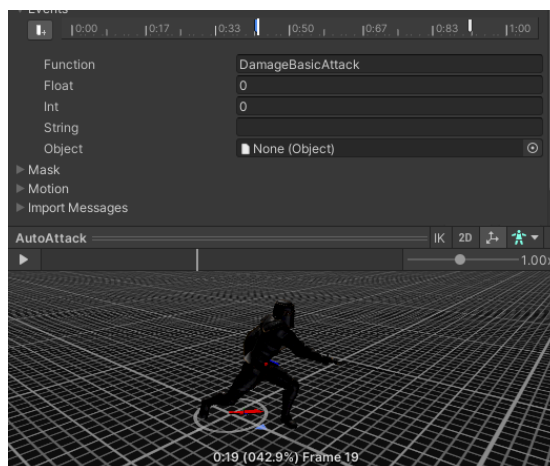 Events
0:00 0:17 0:33 0:50 0:67 0:83 1:00
Function DamageBasicAttack
Float 0
Int 0
String
Object None (Object)
Mask
Motion
Import Messages
AutoAttack IK 2D
1.00x
0:19 (042.9%) Frame 19